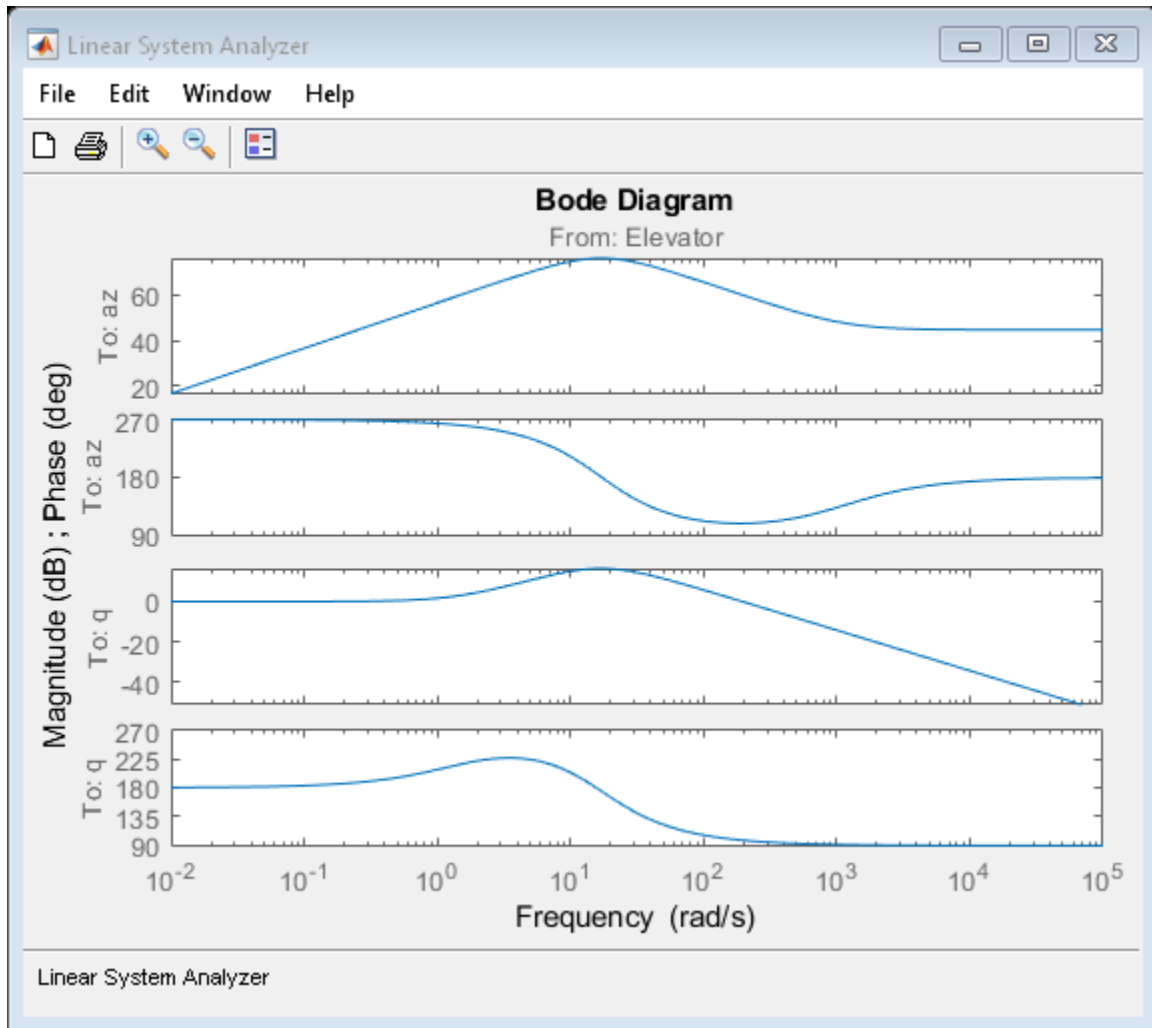 Linear System Analyzer
File Edit Window Help
Bode Diagram
From: Elevator
Magnitude (dB) ; Phase (deg)
To: az
60
40
20
To: az
270
180
90
To: q
0
-20
-40
To: q
270
225
180
135
90
10-2 10-1 100 101 102 103 104 105
Frequency (rad/s)
Linear System Analyzer